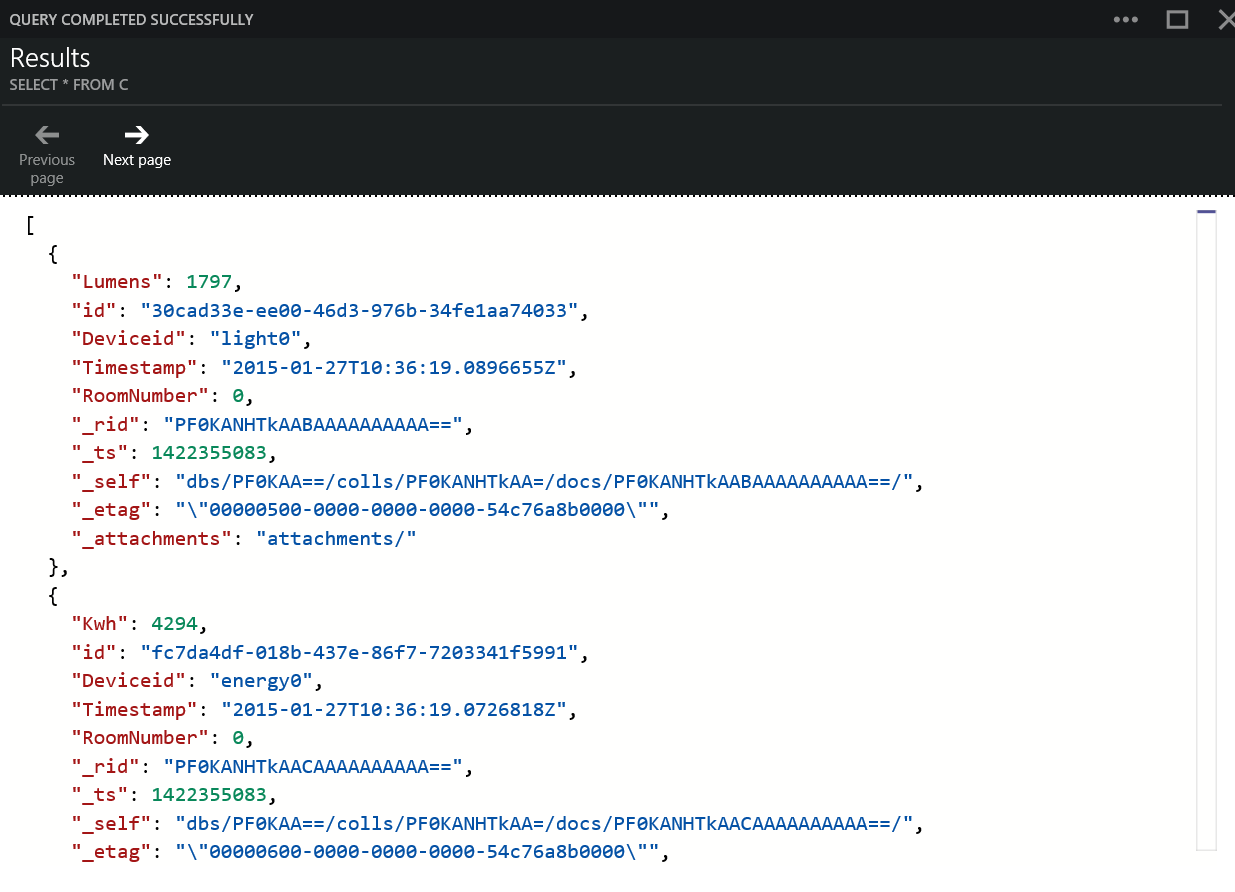 QUERY COMPLETED SUCCESSFULLY
Results
SELECT * FROM C
Previous page
Next page
[
{
"Lumens": 1797,
"id": "30cad33e-ee00-46d3-976b-34fe1aa74033",
"Deviceid": "light0",
"Timestamp": "2015-01-27T10:36:19.0896655Z",
"RoomNumber": 0,
"_rid": "PF0KANHTkAABAAAAAAAAAA==",
"_ts": 1422355083,
"_self": "dbs/PF0KAA==/colls/PF0KANHTkAA=/docs/PF0KANHTkAABAAAAAAAAAA==/",
"_etag": "\"00000500-0000-0000-0000-54c76a8b0000\"",
"_attachments": "attachments/"
},
{
"Kwh": 4294,
"id": "fc7da4df-018b-437e-86f7-7203341f5991",
"Deviceid": "energy0",
"Timestamp": "2015-01-27T10:36:19.0726818Z",
"RoomNumber": 0,
"_rid": "PF0KANHTkAACAAAAAAAAAA==",
"_ts": 1422355083,
"_self": "dbs/PF0KAA==/colls/PF0KANHTkAA=/docs/PF0KANHTkAACAAAAAAAAAA==/",
"_etag": "\"00000600-0000-0000-0000-54c76a8b0000\"",